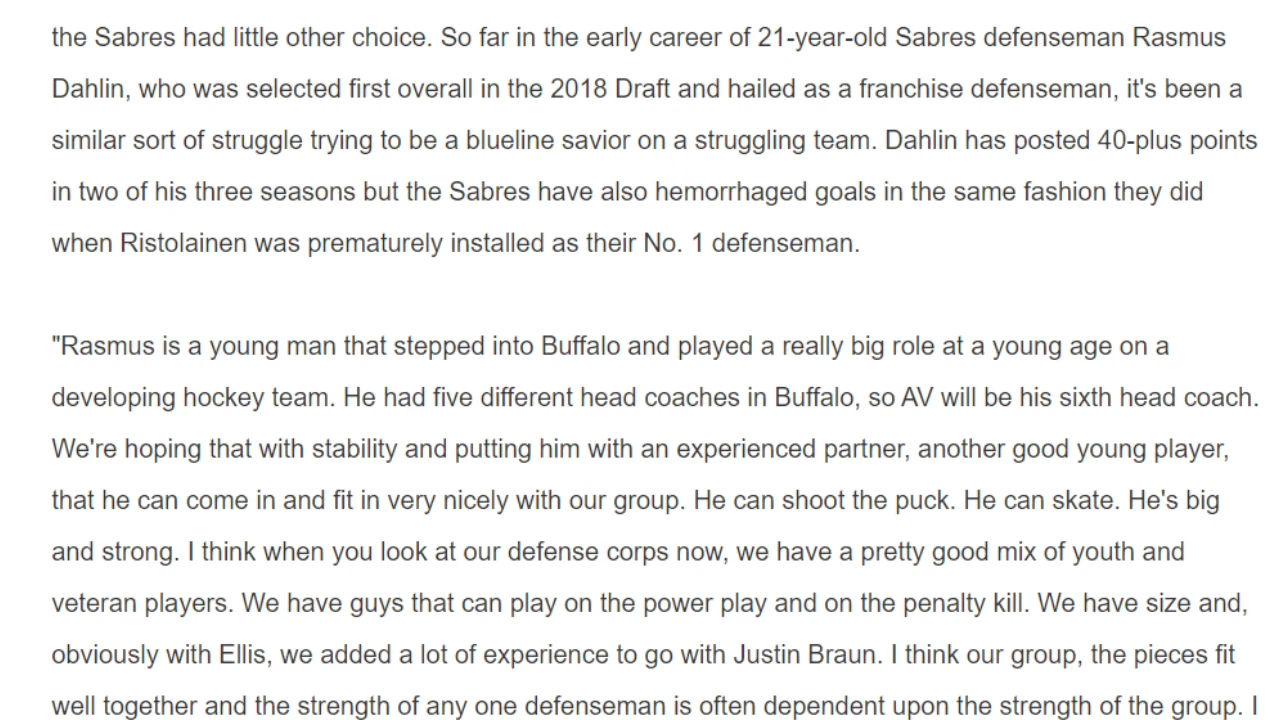 the Sabres had little other choice. So far in the early career of 21-year-old Sabres defenseman Rasmus
Dahlin, who was selected first overall in the 2018 Draft and hailed as a franchise defenseman, it's been a
similar sort of struggle trying to be a blueline savior on a struggling team. Dahlin has posted 40-plus points
in two of his three seasons but the Sabres have also hemorrhaged goals in the same fashion they did
when Ristolainen was prematurely installed as their No. 1 defenseman.
"Rasmus is a young man that stepped into Buffalo and played a really big role at a young age on a
developing hockey team. He had five different head coaches in Buffalo, so AV will be his sixth head coach.
We're hoping that with stability and putting him with an experienced partner, another good young player,
that he can come in and fit in very nicely with our group. He can shoot the puck. He can skate. He's big
and strong. I think when you look at our defense corps now, we have a pretty good mix of youth and
veteran players. We have guys that can play on the power play and on the penalty kill. We have size and,
obviously with Ellis, we added a lot of experience to go with Justin Braun. I think our group, the pieces fit
well together and the strength of any one defenseman is often dependent upon the strength of the group. I